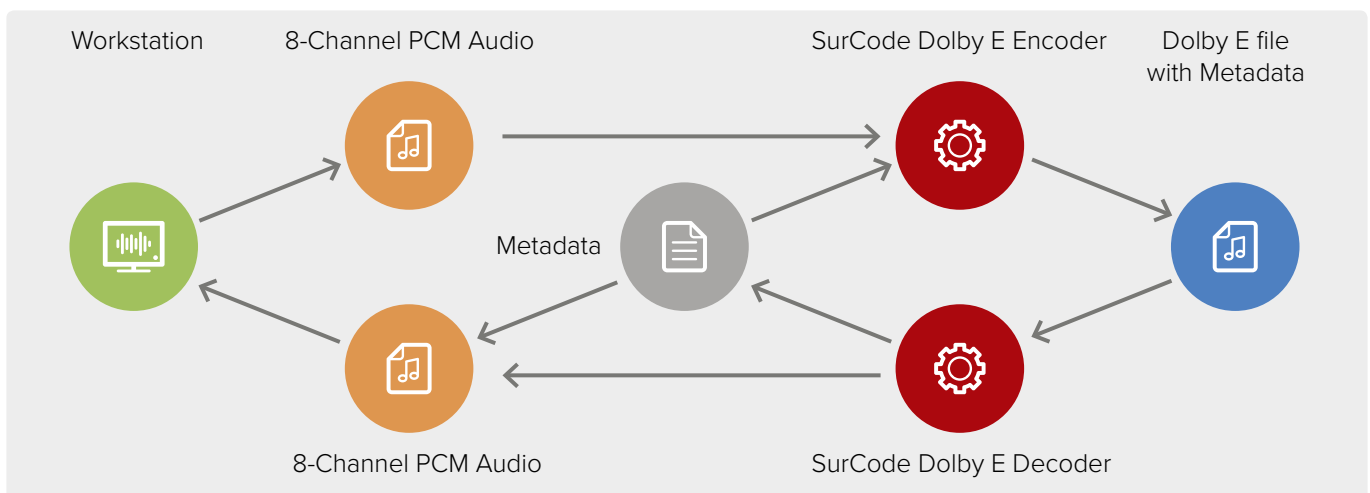 Workstation
8-Channel PCM Audio
SurCode Dolby E Encoder
Dolby E file
with Metadata
Metadata
8-Channel PCM Audio
SurCode Dolby E Decoder